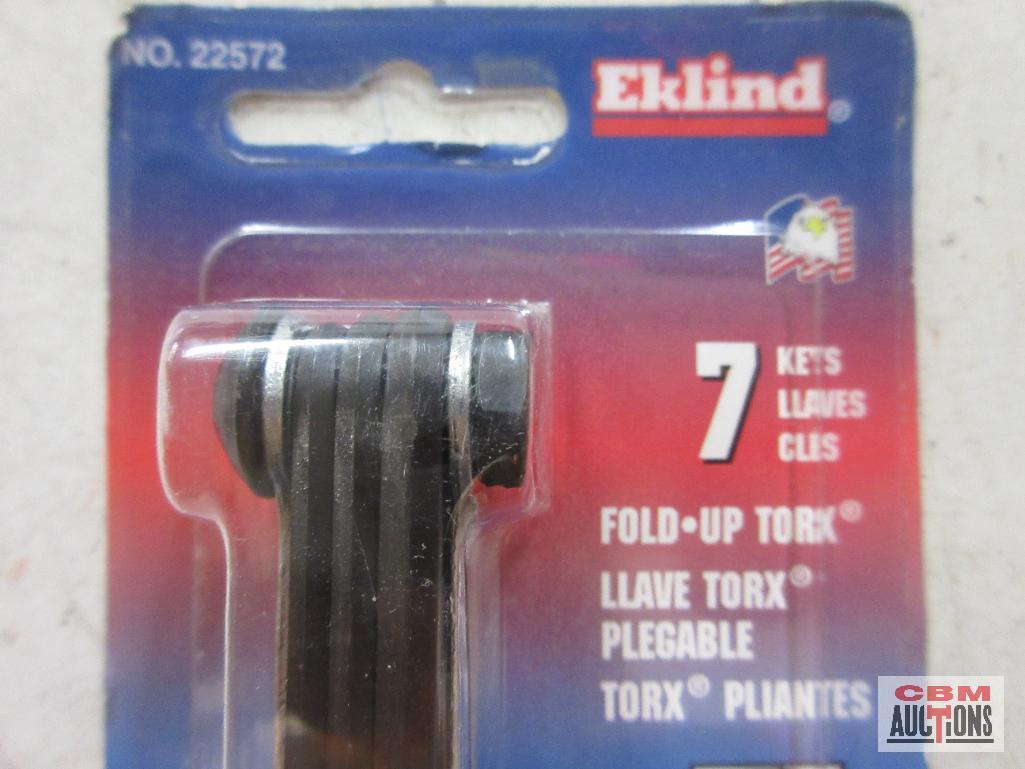 NO. 22572
Eklind®
7
KEYS
LLAVES
CLES
FOLD•UP TORX®
LLAVE TORX®
PLEGABLE
TORX® PLIANTES
CBM
AUCTIONS